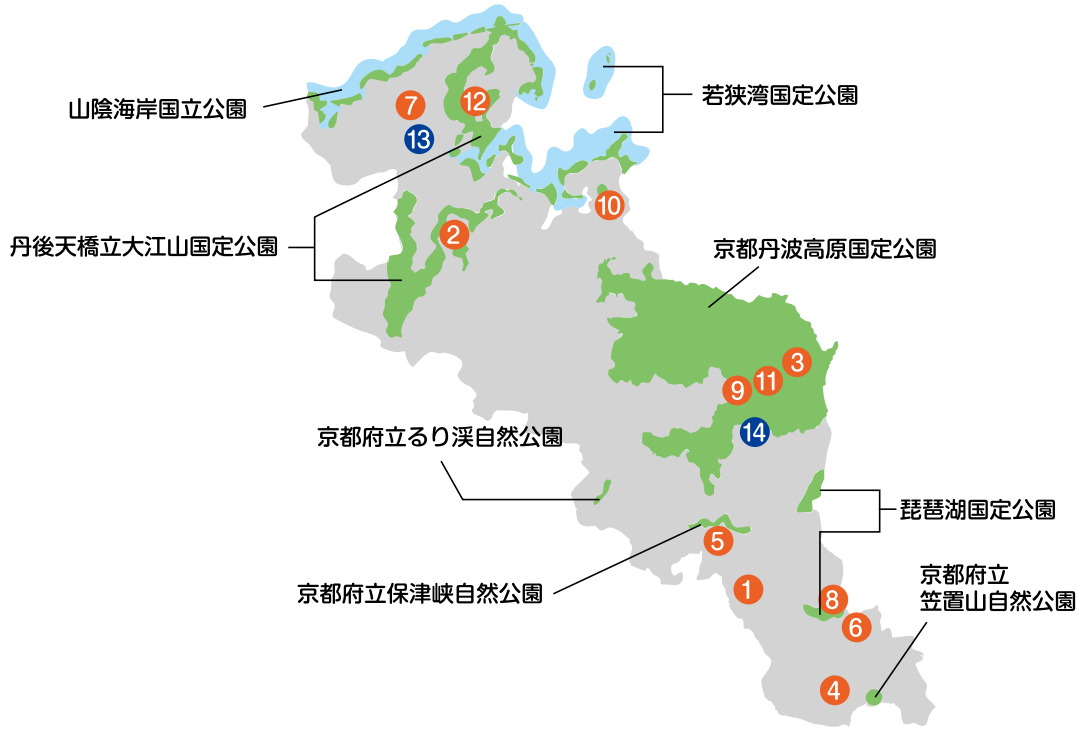 山陰海岸国立公園
若狭湾国定公園
7
12
13
10
丹後天橋立大江山国定公園
2
京都丹波高原国定公園
3
11
9
14
京都府立るり渓自然公園
琵琶湖国定公園
5
京都府立保津峡自然公園
1
8
6
京都府立
笠置山自然公園
4